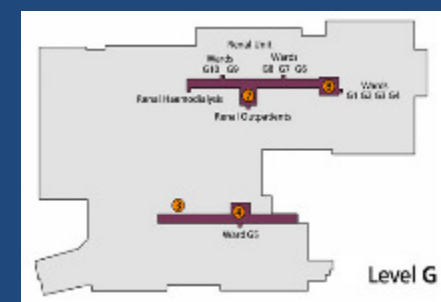 Renal Unit
Wards
G10 G9
Wards
G8 G7 G6
Wards
G1 G2 G3 G4
Renal Haemodialysis
Renal Outpatients
Ward G5
Level G